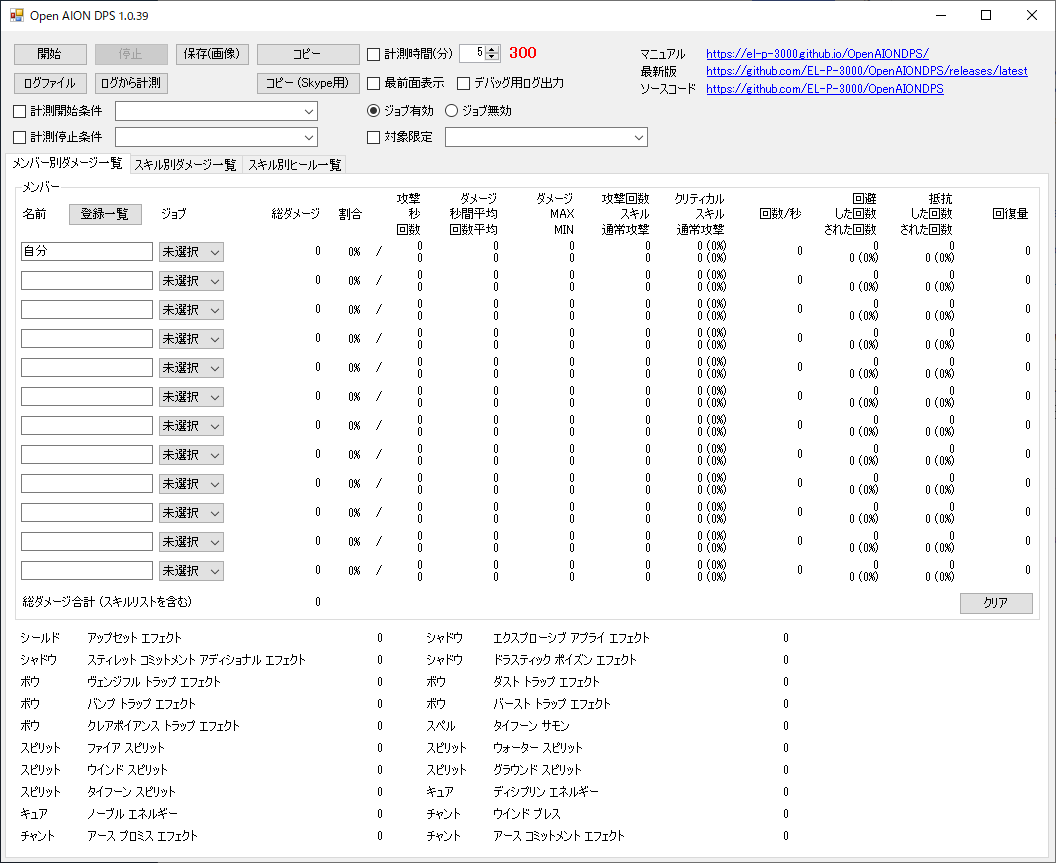 Open AION DPS 1.0.39
開始 停止 保存(画像) コピー 計測時間(分) 5 300 マニュアル https://el-p-3000.github.io/OpenAIONDPS/
最新版 https://github.com/EL-P-3000/OpenAIONDPS/releases/latest
ログファイル ログから計測 コピー (Skype用) 最前面表示 デバッグ用ログ出力 ソースコード https://github.com/EL-P-3000/OpenAIONDPS
計測開始条件 ジョブ有効 ジョブ無効
計測停止条件 対象限定
メンバー別ダメージ一覧 スキル別ダメージ一覧 スキル別ヒール一覧
メンバー
攻撃 ダメージ ダメージ 攻撃回数 クリティカル 回避 抵抗
名前 登録一覧 ジョブ 総ダメージ 割合 秒 秒間平均 MAX スキル スキル 回数/秒 した回数 した回数 回復量
回数 回数平均 MIN 通常攻撃 通常攻撃 された回数 された回数
0 0 0 0 0 (0%) 0 0
自分 未選択 0 0% / 0 0
0 0 0 0 0 (0%) 0 (0%) 0 (0%)
0 0 0 0 0 (0%) 0 0
未選択 0 0% / 0 0
0 0 0 0 0 (0%) 0 (0%) 0 (0%)
0 0 0 0 0 (0%) 0 0
未選択 0 0% / 0 0
0 0 0 0 0 (0%) 0 (0%) 0 (0%)
0 0 0 0 0 (0%) 0 0
未選択 0 0% / 0 0
0 0 0 0 0 (0%) 0 (0%) 0 (0%)
0 0 0 0 0 (0%) 0 0
未選択 0 0% / 0 0
0 0 0 0 0 (0%) 0 (0%) 0 (0%)
0 0 0 0 0 (0%) 0 0
未選択 0 0% / 0 0
0 0 0 0 0 (0%) 0 (0%) 0 (0%)
0 0 0 0 0 (0%) 0 0
未選択 0 0% / 0 0
0 0 0 0 0 (0%) 0 (0%) 0 (0%)
0 0 0 0 0 (0%) 0 0
未選択 0 0% / 0 0
0 0 0 0 0 (0%) 0 (0%) 0 (0%)
0 0 0 0 0 (0%) 0 0
未選択 0 0% / 0 0
0 0 0 0 0 (0%) 0 (0%) 0 (0%)
0 0 0 0 0 (0%) 0 0
未選択 0 0% / 0 0
0 0 0 0 0 (0%) 0 (0%) 0 (0%)
0 0 0 0 0 (0%) 0 0
未選択 0 0% / 0 0
0 0 0 0 0 (0%) 0 (0%) 0 (0%)
0 0 0 0 0 (0%) 0 0
未選択 0 0% / 0 0
0 0 0 0 0 (0%) 0 (0%) 0 (0%)
総ダメージ合計 (スキルリストを含む) 0 クリア
シールド アップセット エフェクト 0 シャドウ エクスプローシブ アプライ エフェクト 0
シャドウ スティレット コミットメント アディショナル エフェクト 0 シャドウ ドラスティック ポイズン エフェクト 0
ボウ ヴェンジフル トラップ エフェクト 0 ボウ ダスト トラップ エフェクト 0
ボウ バンプ トラップ エフェクト 0 ボウ バースト トラップ エフェクト 0
ボウ クレアボイアンス トラップ エフェクト 0 スペル タイフーン サモン 0
スピリット ファイア スピリット 0 スピリット ウォーター スピリット 0
スピリット ウインド スピリット 0 スピリット グラウンド スピリット 0
スピリット タイフーン スピリット 0 キュア ディシプリン エネルギー 0
キュア ノーブル エネルギー 0 チャント ウインド ブレス 0
チャント アース プロミス エフェクト 0 チャント アース コミットメント エフェクト 0